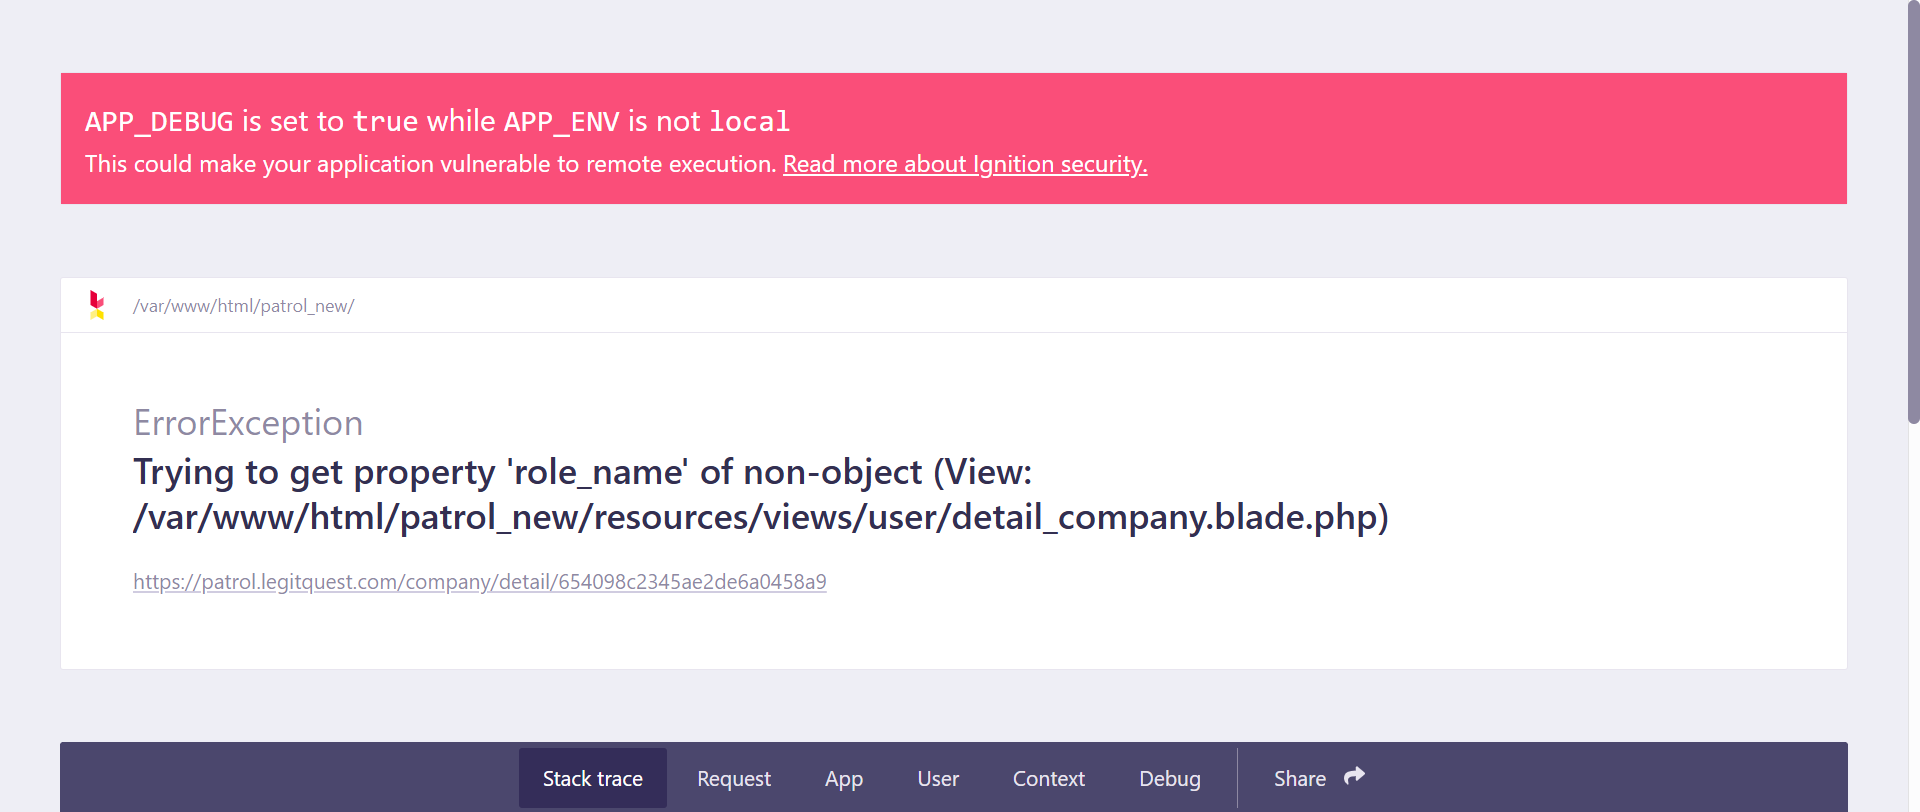 APP_DEBUG is set to true while APP_ENV is not local
This could make your application vulnerable to remote execution. Read more about Ignition security.
/var/www/html/patrol_new/
ErrorException
Trying to get property 'role_name' of non-object (View:
/var/www/html/patrol_new/resources/views/user/detail_company.blade.php)
https://patrol.legitquest.com/company/detail/654098c2345ae2de6a0458a9
Stack trace Request App User Context Debug Share